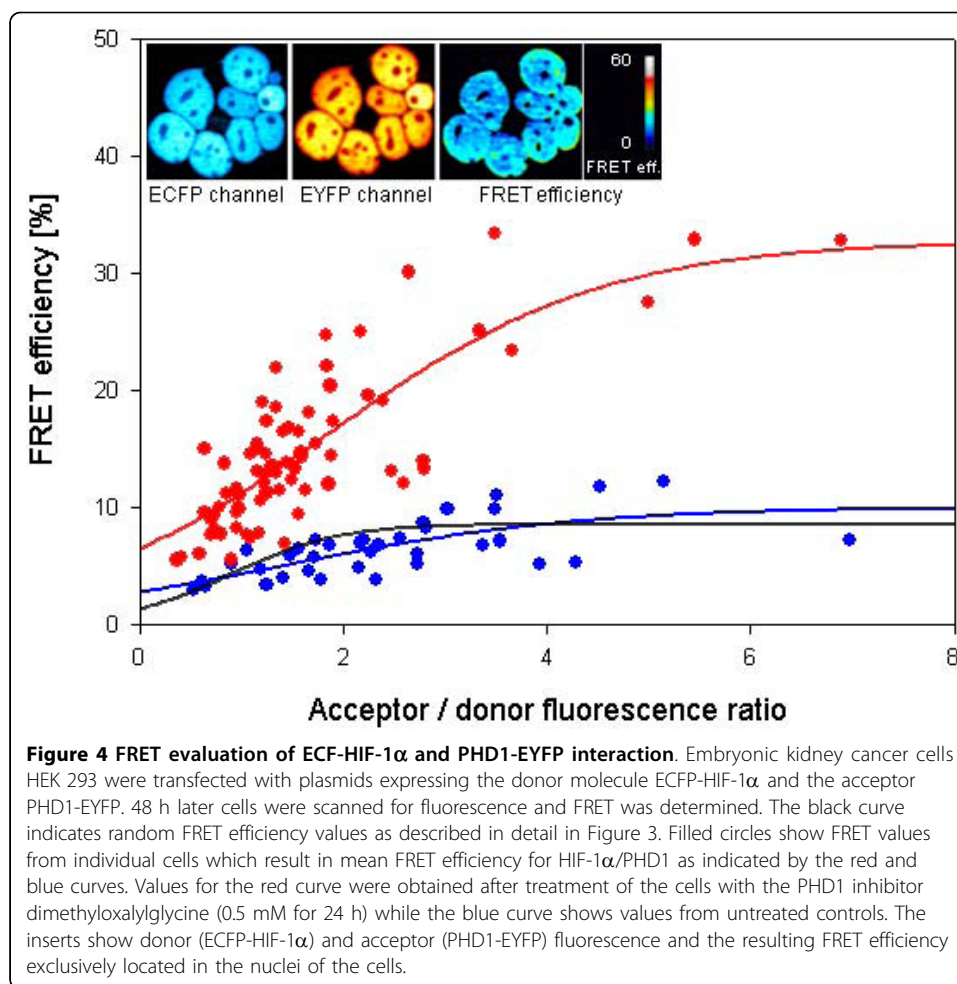 50
40
30
20
10
0
FRET efficiency [%]
60
0
FRET eff.
ECFP channel
EYFP channel
FRET efficiency
0
2
4
6
8
Acceptor / donor fluorescence ratio
Figure 4 FRET evaluation of ECF-HIF-1α and PHD1-EYFP interaction. Embryonic kidney cancer cells
HEK 293 were transfected with plasmids expressing the donor molecule ECFP-HIF-1α and the acceptor
PHD1-EYFP. 48 h later cells were scanned for fluorescence and FRET was determined. The black curve
indicates random FRET efficiency values as described in detail in Figure 3. Filled circles show FRET values
from individual cells which result in mean FRET efficiency for HIF-1α/PHD1 as indicated by the red and
blue curves. Values for the red curve were obtained after treatment of the cells with the PHD1 inhibitor
dimethyloxalylglycine (0.5 mM for 24 h) while the blue curve shows values from untreated controls. The
inserts show donor (ECFP-HIF-1α) and acceptor (PHD1-EYFP) fluorescence and the resulting FRET efficiency
exclusively located in the nuclei of the cells.